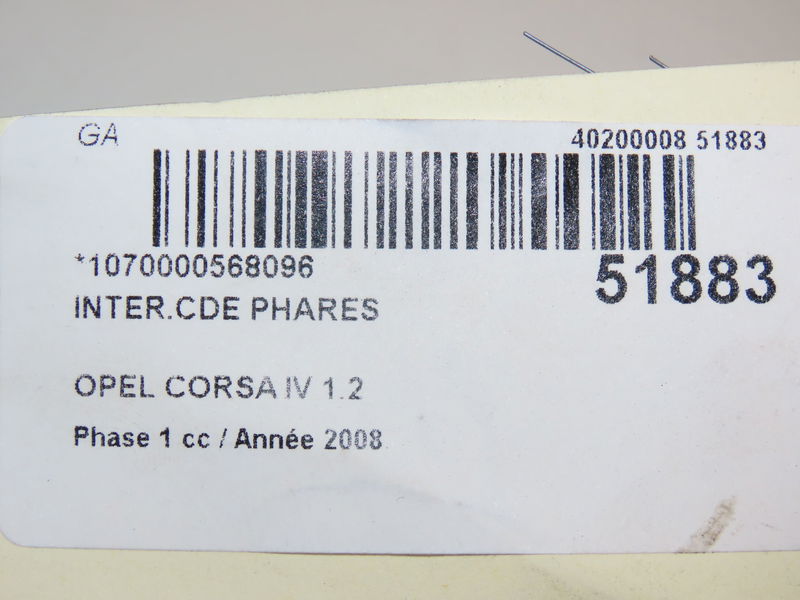 GA
40200008 51883
*1070000568096
51883
INTER.CDE PHARES
OPEL CORSA IV 1.2
Phase 1 cc / Année 2008